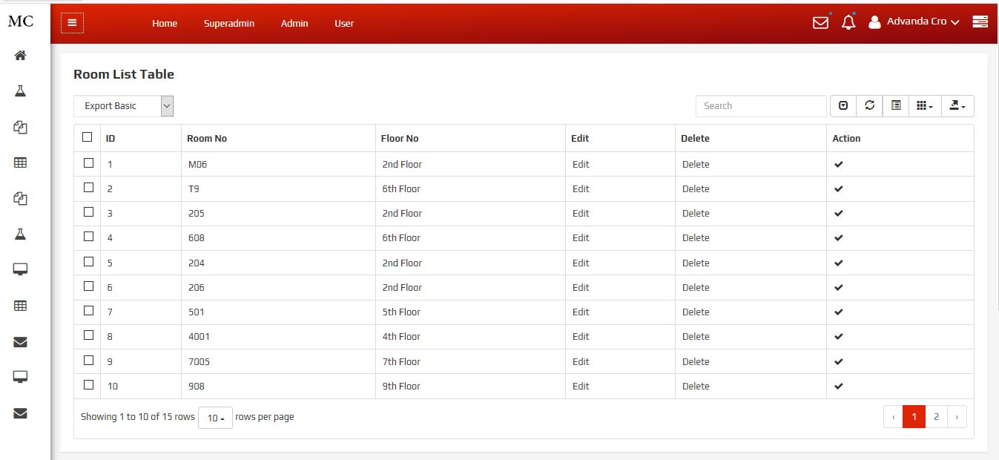 MC
Home Superadmin Admin User Advanda Cro
Room List Table
Export Basic Search
ID Room No Floor No Edit Delete Action
1 M06 2nd Floor Edit Delete
2 T9 6th Floor Edit Delete
3 205 2nd Floor Edit Delete
4 608 6th Floor Edit Delete
5 204 2nd Floor Edit Delete
6 206 2nd Floor Edit Delete
7 501 5th Floor Edit Delete
8 4001 4th Floor Edit Delete
9 7005 7th Floor Edit Delete
10 908 9th Floor Edit Delete
Showing 1 to 10 of 15 rows 10 rows per page ‹ 1 2 ›